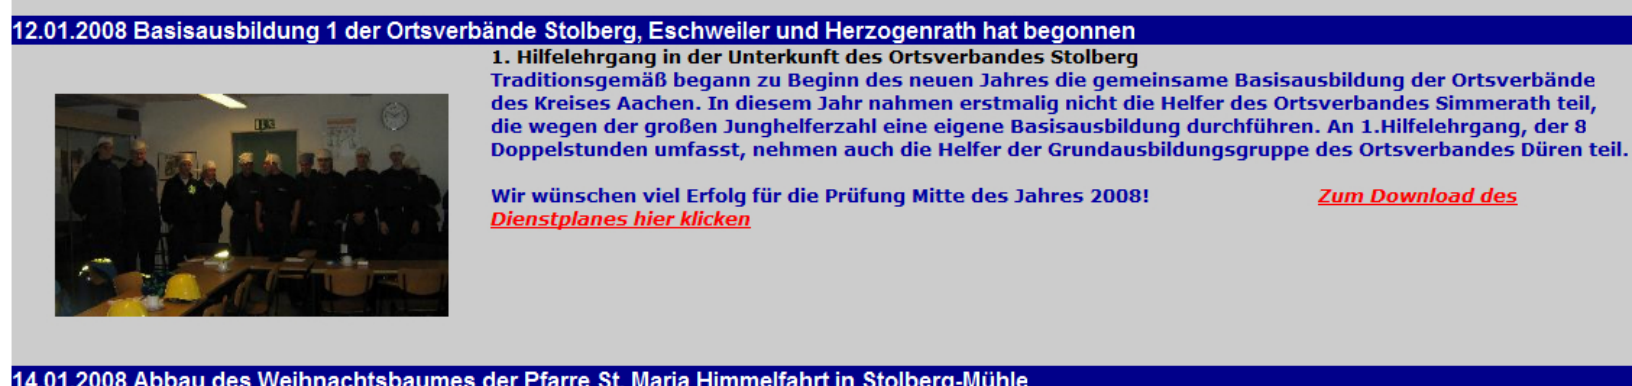 12.01.2008 Basisausbildung 1 der Ortsverbände Stolberg, Eschweiler und Herzogenrath hat begonnen
1. Hilfelehrgang in der Unterkunft des Ortsverbandes Stolberg
Traditionsgemäß begann zu Beginn des neuen Jahres die gemeinsame Basisausbildung der Ortsverbände
des Kreises Aachen. In diesem Jahr nahmen erstmalig nicht die Helfer des Ortsverbandes Simmerath teil,
die wegen der großen Junghelferzahl eine eigene Basisausbildung durchführen. An 1.Hilfelehrgang, der 8
Doppelstunden umfasst, nehmen auch die Helfer der Grundausbildungsgruppe des Ortsverbandes Düren teil.
Wir wünschen viel Erfolg für die Prüfung Mitte des Jahres 2008! Zum Download des
Dienstplanes hier klicken
14.01.2008 Abbau des Weihnachtsbaumes der Pfarre St. Maria Himmelfahrt in Stolberg-Mühle